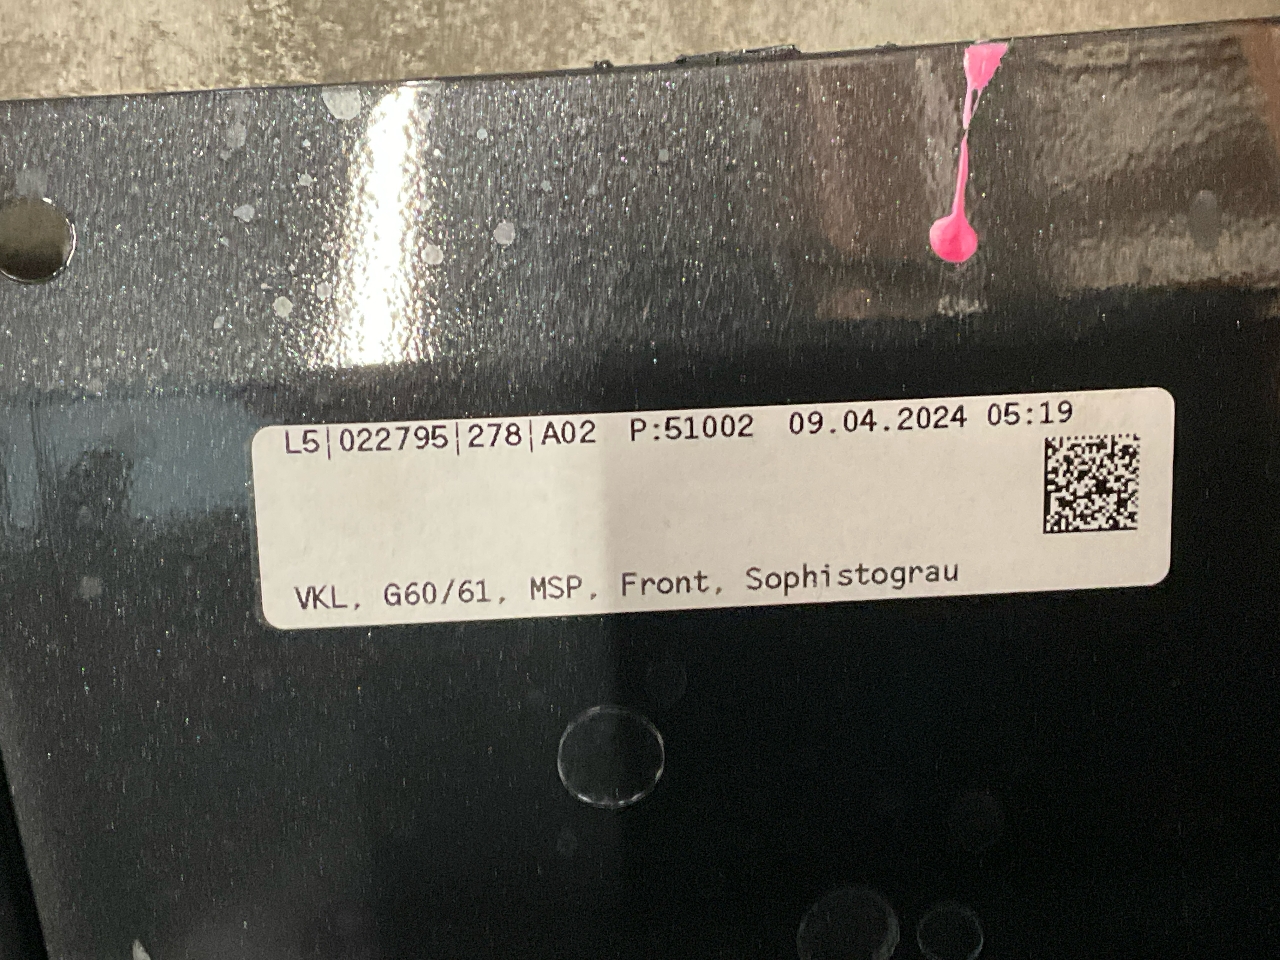 L5|022795|278|A02 P:51002 09.04.2024 05:19
VKL, G60/61, MSP, Front, Sophistograu